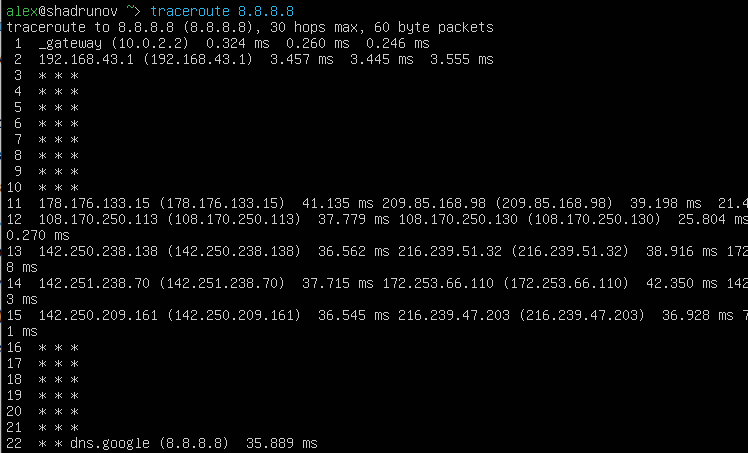 alex@shadrunov ~> traceroute 8.8.8.8
traceroute to 8.8.8.8 (8.8.8.8), 30 hops max, 60 byte packets
1 _gateway (10.0.2.2) 0.324 ms 0.260 ms 0.246 ms
2 192.168.43.1 (192.168.43.1) 3.457 ms 3.445 ms 3.555 ms
3 * * *
4 * * *
5 * * *
6 * * *
7 * * *
8 * * *
9 * * *
10 * * *
11 178.176.133.15 (178.176.133.15) 41.135 ms 209.85.168.98 (209.85.168.98) 39.198 ms 21.4
12 108.170.250.113 (108.170.250.113) 37.779 ms 108.170.250.130 (108.170.250.130) 25.804 ms
0.270 ms
13 142.250.238.138 (142.250.238.138) 36.562 ms 216.239.51.32 (216.239.51.32) 38.916 ms 172
8 ms
14 142.251.238.70 (142.251.238.70) 37.715 ms 172.253.66.110 (172.253.66.110) 42.350 ms 142
3 ms
15 142.250.209.161 (142.250.209.161) 36.545 ms 216.239.47.203 (216.239.47.203) 36.928 ms 7
1 ms
16 * * *
17 * * *
18 * * *
19 * * *
20 * * *
21 * * *
22 * * dns.google (8.8.8.8) 35.889 ms